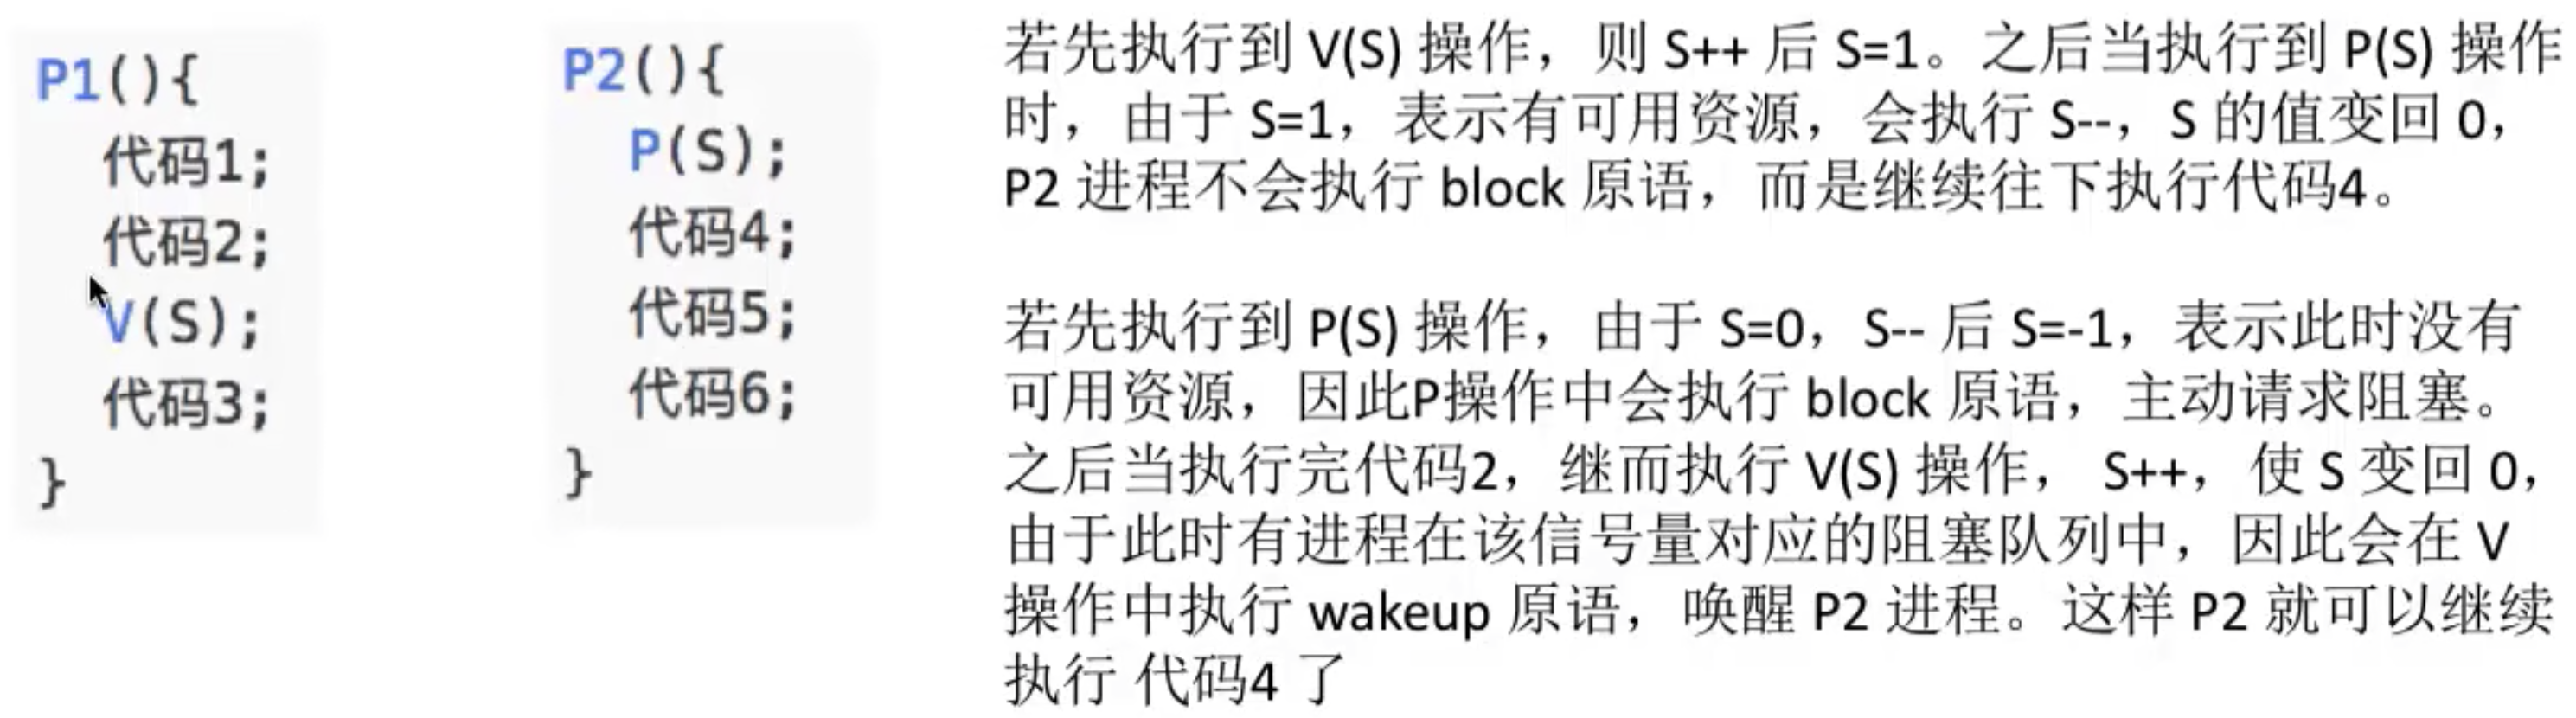 P1(){
代码1;
代码2;
V(S);
代码3;
}
P2(){
P(S);
代码4;
代码5;
代码6;
}
若先执行到 V(S) 操作，则 S++ 后 S=1。之后当执行到 P(S) 操作
时，由于 S=1，表示有可用资源，会执行 S--，S 的值变回 0，
P2 进程不会执行 block 原语，而是继续往下执行代码4。
若先执行到 P(S) 操作，由于 S=0，S-- 后 S=-1，表示此时没有
可用资源，因此P操作中会执行 block 原语，主动请求阻塞。
之后当执行完代码2，继而执行 V(S) 操作， S++，使 S 变回 0，
由于此时有进程在该信号量对应的阻塞队列中，因此会在 V
操作中执行 wakeup 原语，唤醒 P2 进程。这样 P2 就可以继续
执行 代码4 了